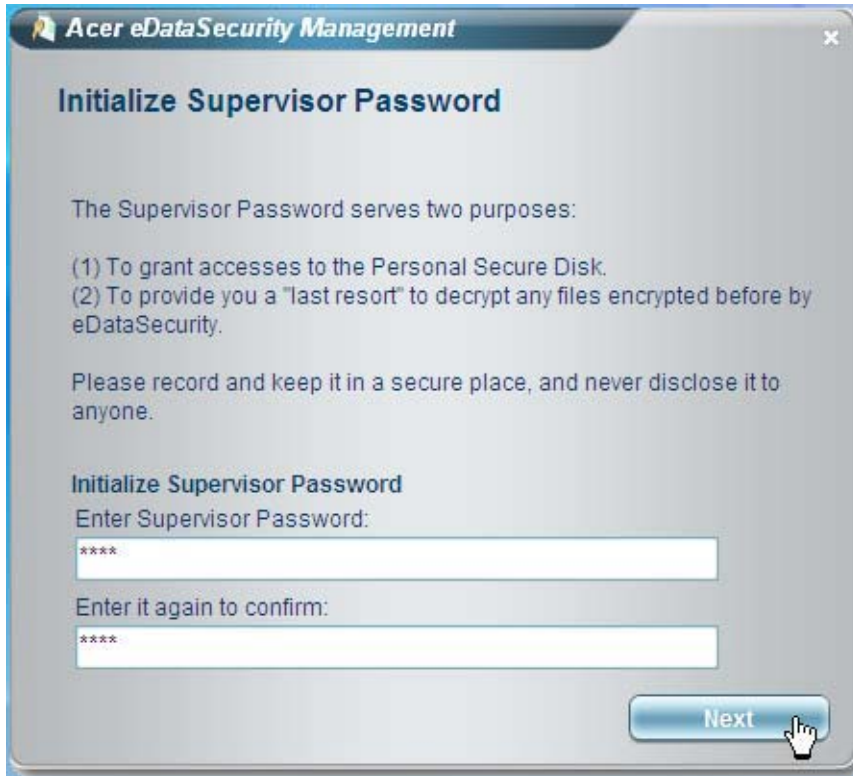 Acer eDataSecurity Management
Initialize Supervisor Password
The Supervisor Password serves two purposes:
(1) To grant accesses to the Personal Secure Disk.
(2) To provide you a "last resort" to decrypt any files encrypted before by
eDataSecurity.
Please record and keep it in a secure place, and never disclose it to
anyone.
Initialize Supervisor Password
Enter Supervisor Password:
****
Enter it again to confirm:
****
Next